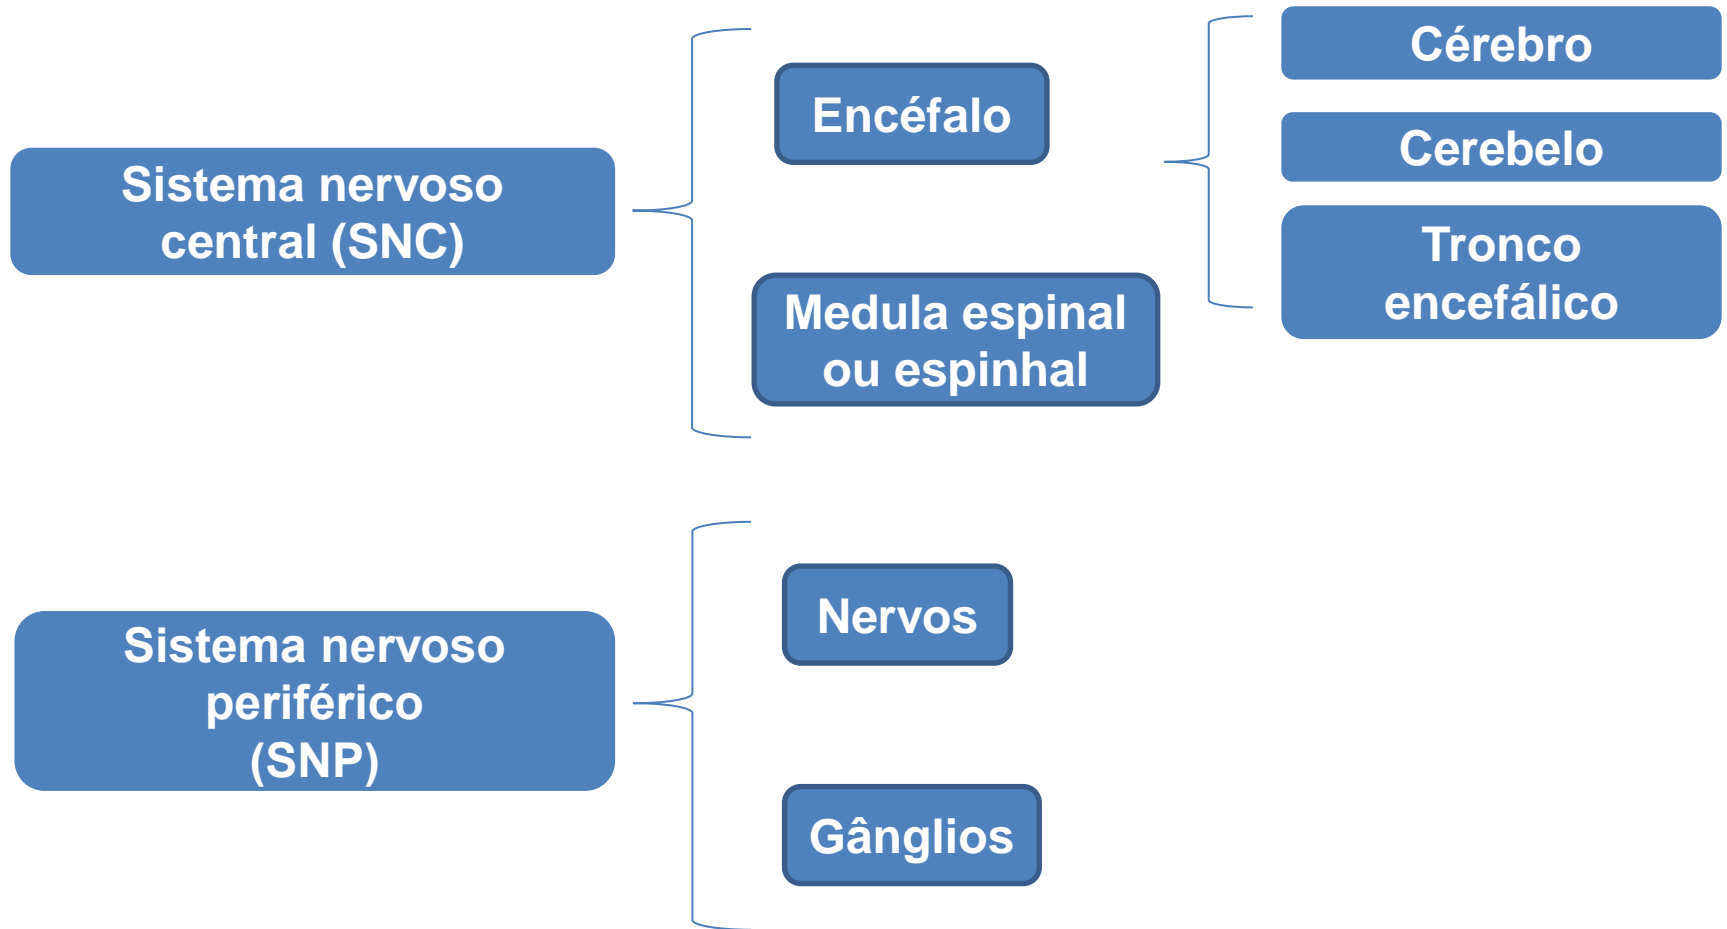 Sistema nervoso
central (SNC)
Encéfalo
Medula espinal
ou espinhal
Cérebro
Cerebelo
Tronco
encefálico
Sistema nervoso
periférico
(SNP)
Nervos
Gânglios